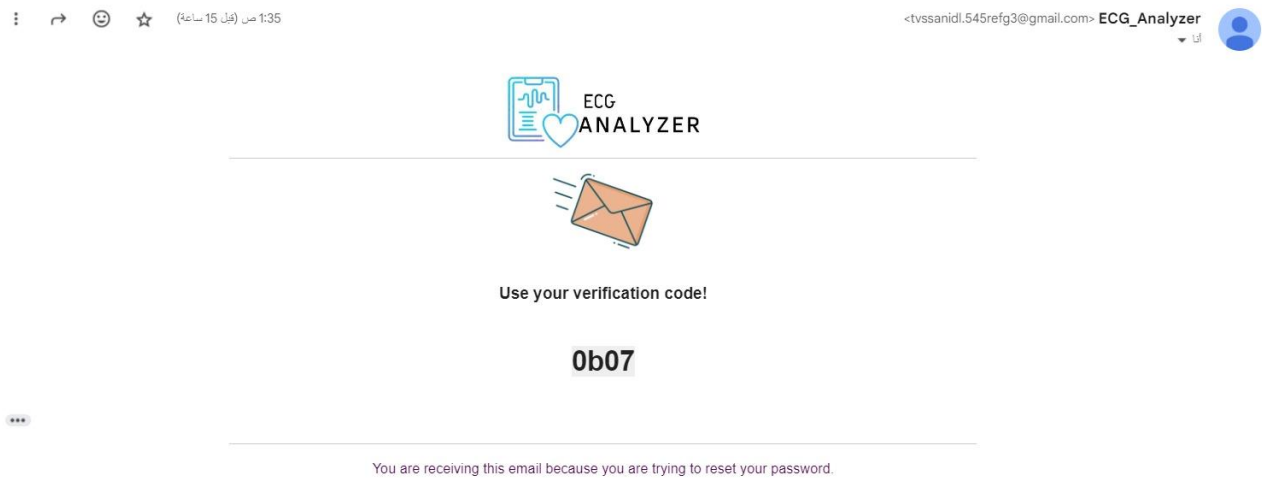 ECG_Analyzer <tvssanidl.545refg3@gmail.com>
1:35 ص (قبل 15 ساعة)
أنا
ECG
ANALYZER
Use your verification code!
0b07
You are receiving this email because you are trying to reset your password.